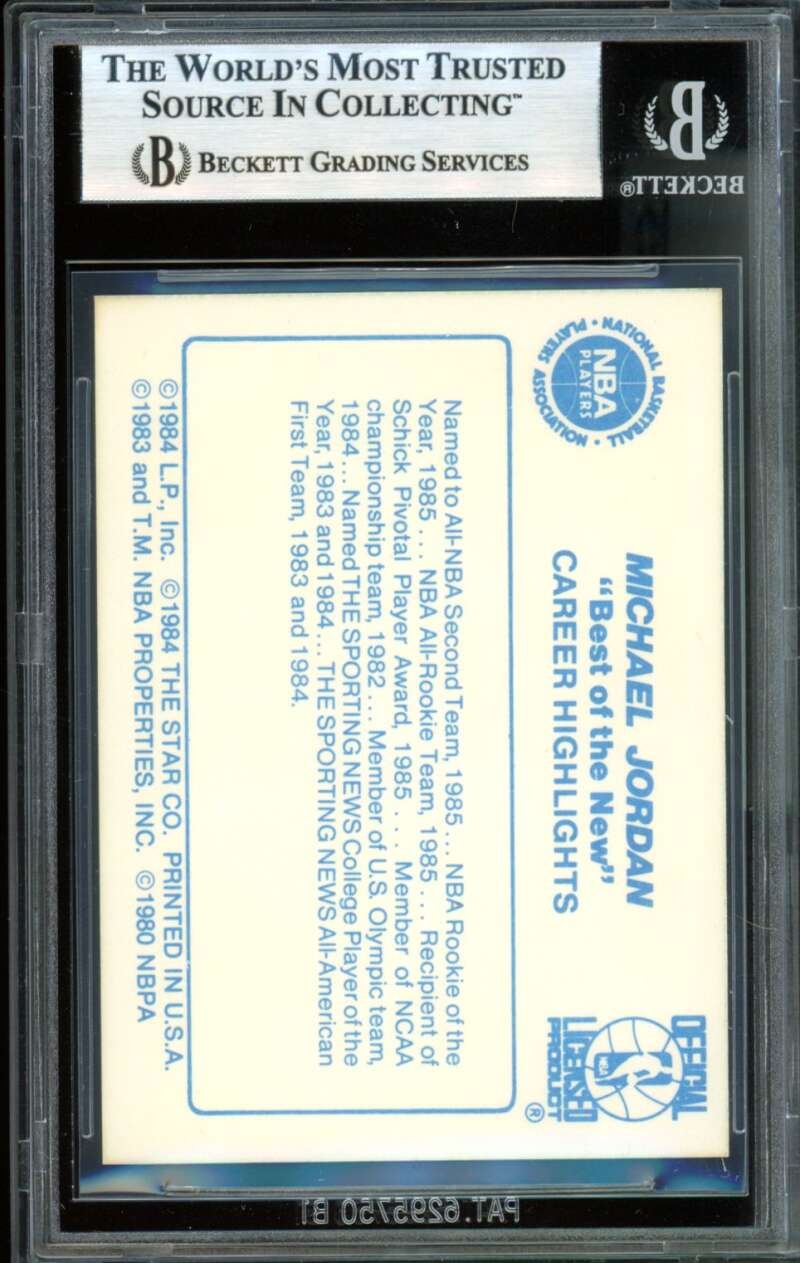 THE WORLD'S MOST TRUSTED
SOURCE IN COLLECTING™
B BECKETT GRADING SERVICES
B
BECKETT®
NATIONAL BASKETBALL • PLAYERS ASSOCIATION •
NBA
PLAYERS
MICHAEL JORDAN
"Best of the New"
CAREER HIGHLIGHTS
OFFICIAL
NBA
LICENSED
PRODUCT
®
Named to All-NBA Second Team, 1985 ... NBA Rookie of the
Year, 1985 ... NBA All-Rookie Team, 1985 ... Recipient of
Schick Pivotal Player Award, 1985 ... Member of NCAA
championship team, 1982 ... Member of U.S. Olympic team,
1984 ... Named THE SPORTING NEWS College Player of the
Year, 1983 and 1984 ... THE SPORTING NEWS All-American
First Team, 1983 and 1984.
©1984 L.P., Inc. ©1984 THE STAR CO. PRINTED IN U.S.A.
©1983 and T.M. NBA PROPERTIES, INC. ©1980 NBPA
PAT.6295750 B1